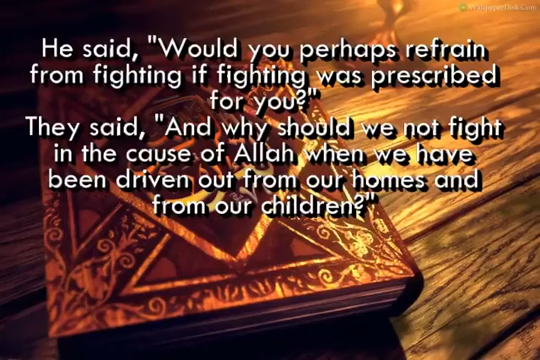 WallpaperDisk.Com
He said, "Would you perhaps refrain
from fighting if fighting was prescribed
for you?"
They said, "And why should we not fight
in the cause of Allah when we have
been driven out from our homes and
from our children?"